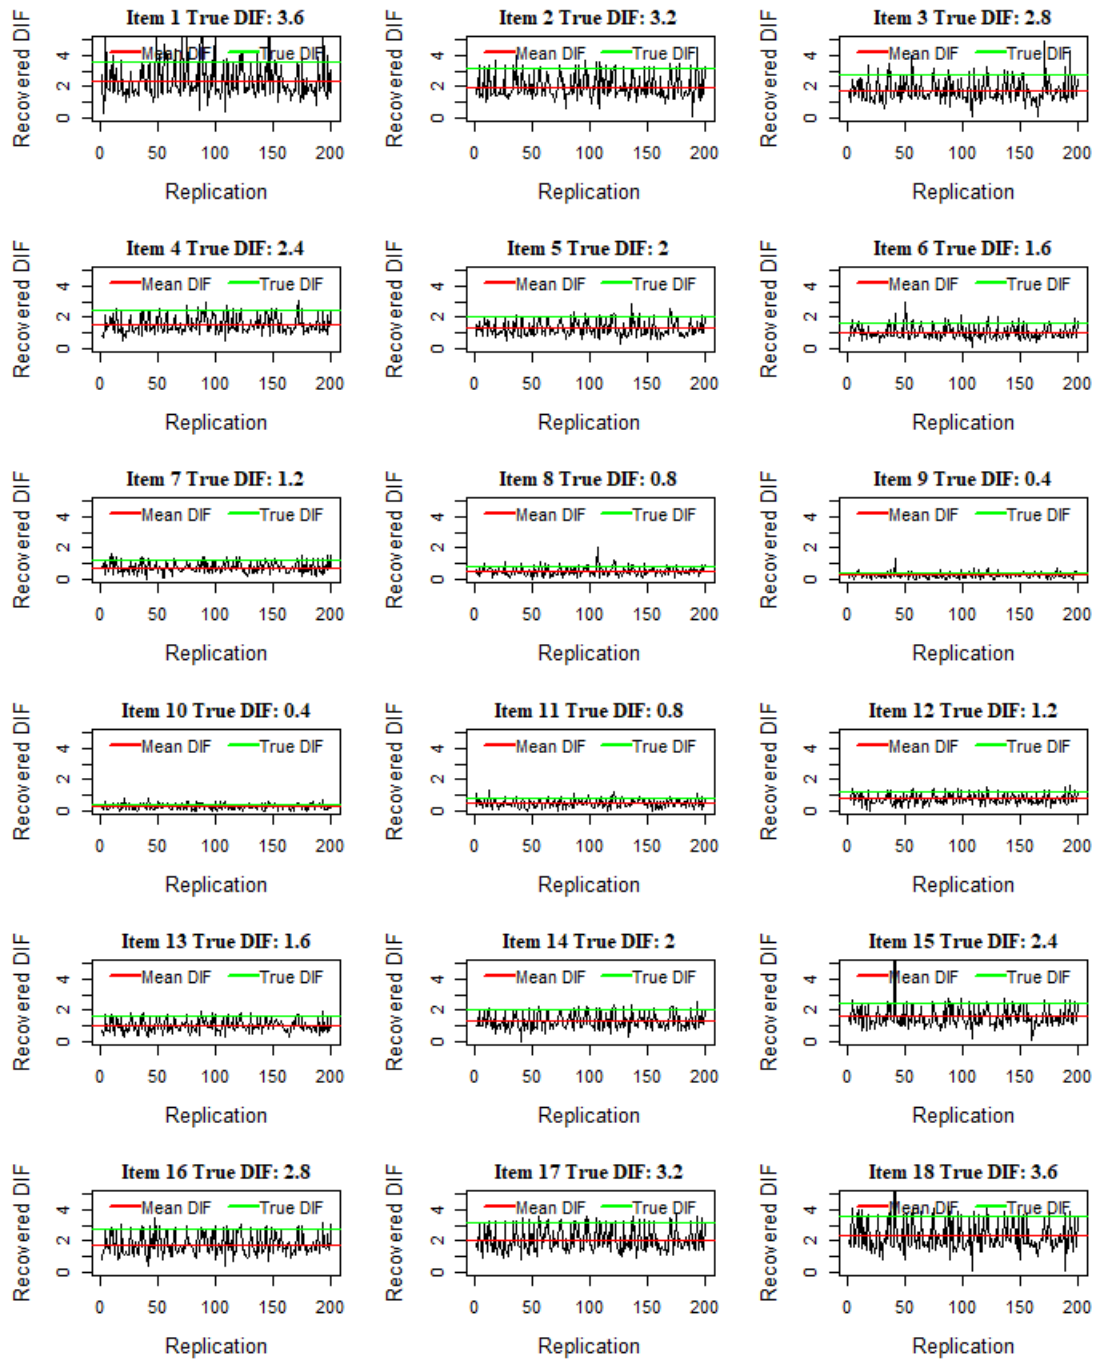 Item 1 True DIF: 3.6
Recovered DIF
0 2 4
Mean DIF True DIF
0 50 100 150 200
Replication
Item 2 True DIF: 3.2
Recovered DIF
0 2 4
Mean DIF True DIF
0 50 100 150 200
Replication
Item 3 True DIF: 2.8
Recovered DIF
0 2 4
Mean DIF True DIF
0 50 100 150 200
Replication
Item 4 True DIF: 2.4
Recovered DIF
0 2 4
Mean DIF True DIF
0 50 100 150 200
Replication
Item 5 True DIF: 2
Recovered DIF
0 2 4
Mean DIF True DIF
0 50 100 150 200
Replication
Item 6 True DIF: 1.6
Recovered DIF
0 2 4
Mean DIF True DIF
0 50 100 150 200
Replication
Item 7 True DIF: 1.2
Recovered DIF
0 2 4
Mean DIF True DIF
0 50 100 150 200
Replication
Item 8 True DIF: 0.8
Recovered DIF
0 2 4
Mean DIF True DIF
0 50 100 150 200
Replication
Item 9 True DIF: 0.4
Recovered DIF
0 2 4
Mean DIF True DIF
0 50 100 150 200
Replication
Item 10 True DIF: 0.4
Recovered DIF
0 2 4
Mean DIF True DIF
0 50 100 150 200
Replication
Item 11 True DIF: 0.8
Recovered DIF
0 2 4
Mean DIF True DIF
0 50 100 150 200
Replication
Item 12 True DIF: 1.2
Recovered DIF
0 2 4
Mean DIF True DIF
0 50 100 150 200
Replication
Item 13 True DIF: 1.6
Recovered DIF
0 2 4
Mean DIF True DIF
0 50 100 150 200
Replication
Item 14 True DIF: 2
Recovered DIF
0 2 4
Mean DIF True DIF
0 50 100 150 200
Replication
Item 15 True DIF: 2.4
Recovered DIF
0 2 4
Mean DIF True DIF
0 50 100 150 200
Replication
Item 16 True DIF: 2.8
Recovered DIF
0 2 4
Mean DIF True DIF
0 50 100 150 200
Replication
Item 17 True DIF: 3.2
Recovered DIF
0 2 4
Mean DIF True DIF
0 50 100 150 200
Replication
Item 18 True DIF: 3.6
Recovered DIF
0 2 4
Mean DIF True DIF
0 50 100 150 200
Replication